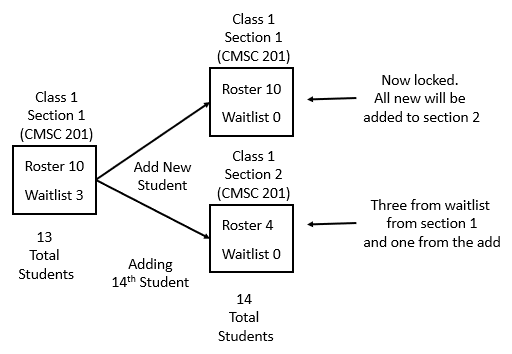 Class 1
Section 1
(CMSC 201)
Roster 10
Waitlist 3
13
Total
Students
Add New
Student
Adding
14th Student
Class 1
Section 1
(CMSC 201)
Roster 10
Waitlist 0
Now locked.
All new will be
added to section 2
Class 1
Section 2
(CMSC 201)
Roster 4
Waitlist 0
Three from waitlist
from section 1
and one from the add
14
Total
Students